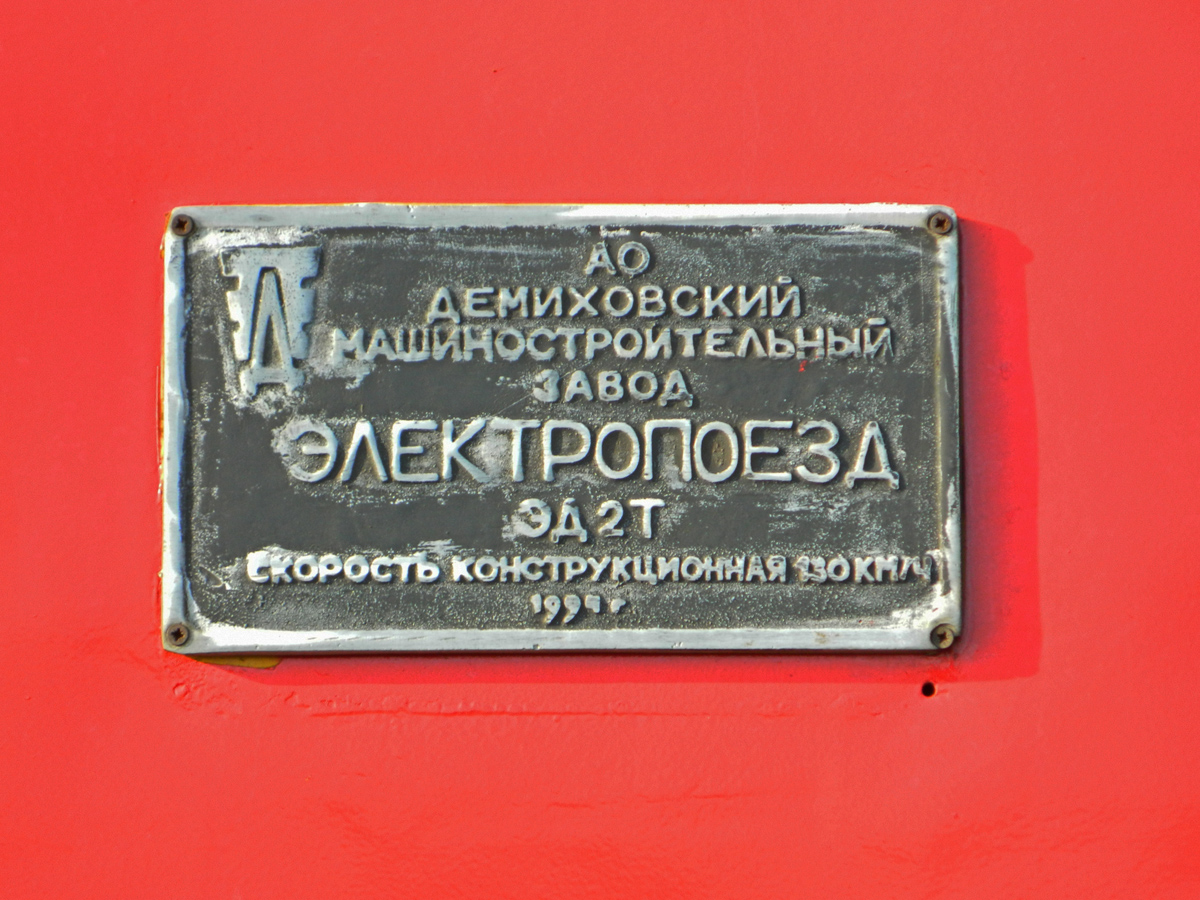 АО
ДЕМИХОВСКИЙ
МАШИНОСТРОИТЕЛЬНЫЙ
ЗАВОД
ЭЛЕКТРОПОЕЗД
ЭД2Т
СКОРОСТЬ КОНСТРУКЦИОННАЯ 130 КМ/Ч